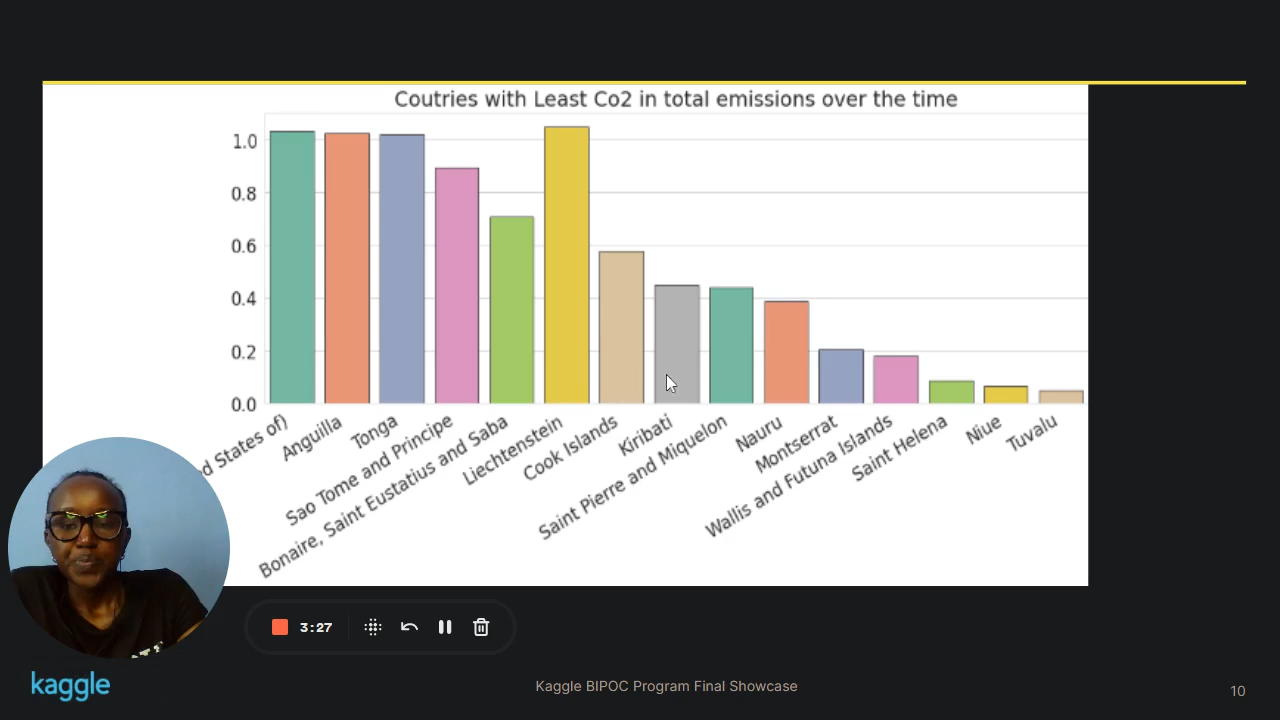 Coutries with Least Co2 in total emissions over the time
1.0
0.8
0.6
0.4
0.2
0.0
States of)
Anguilla
Tonga
Sao Tome and Principe
Bonaire, Saint Eustatius and Saba
Liechtenstein
Cook Islands
Kiribati
Saint Pierre and Miquelon
Nauru
Montserrat
Wallis and Futuna Islands
Saint Helena
Niue
Tuvalu
3:27
kaggle
Kaggle BIPOC Program Final Showcase
10